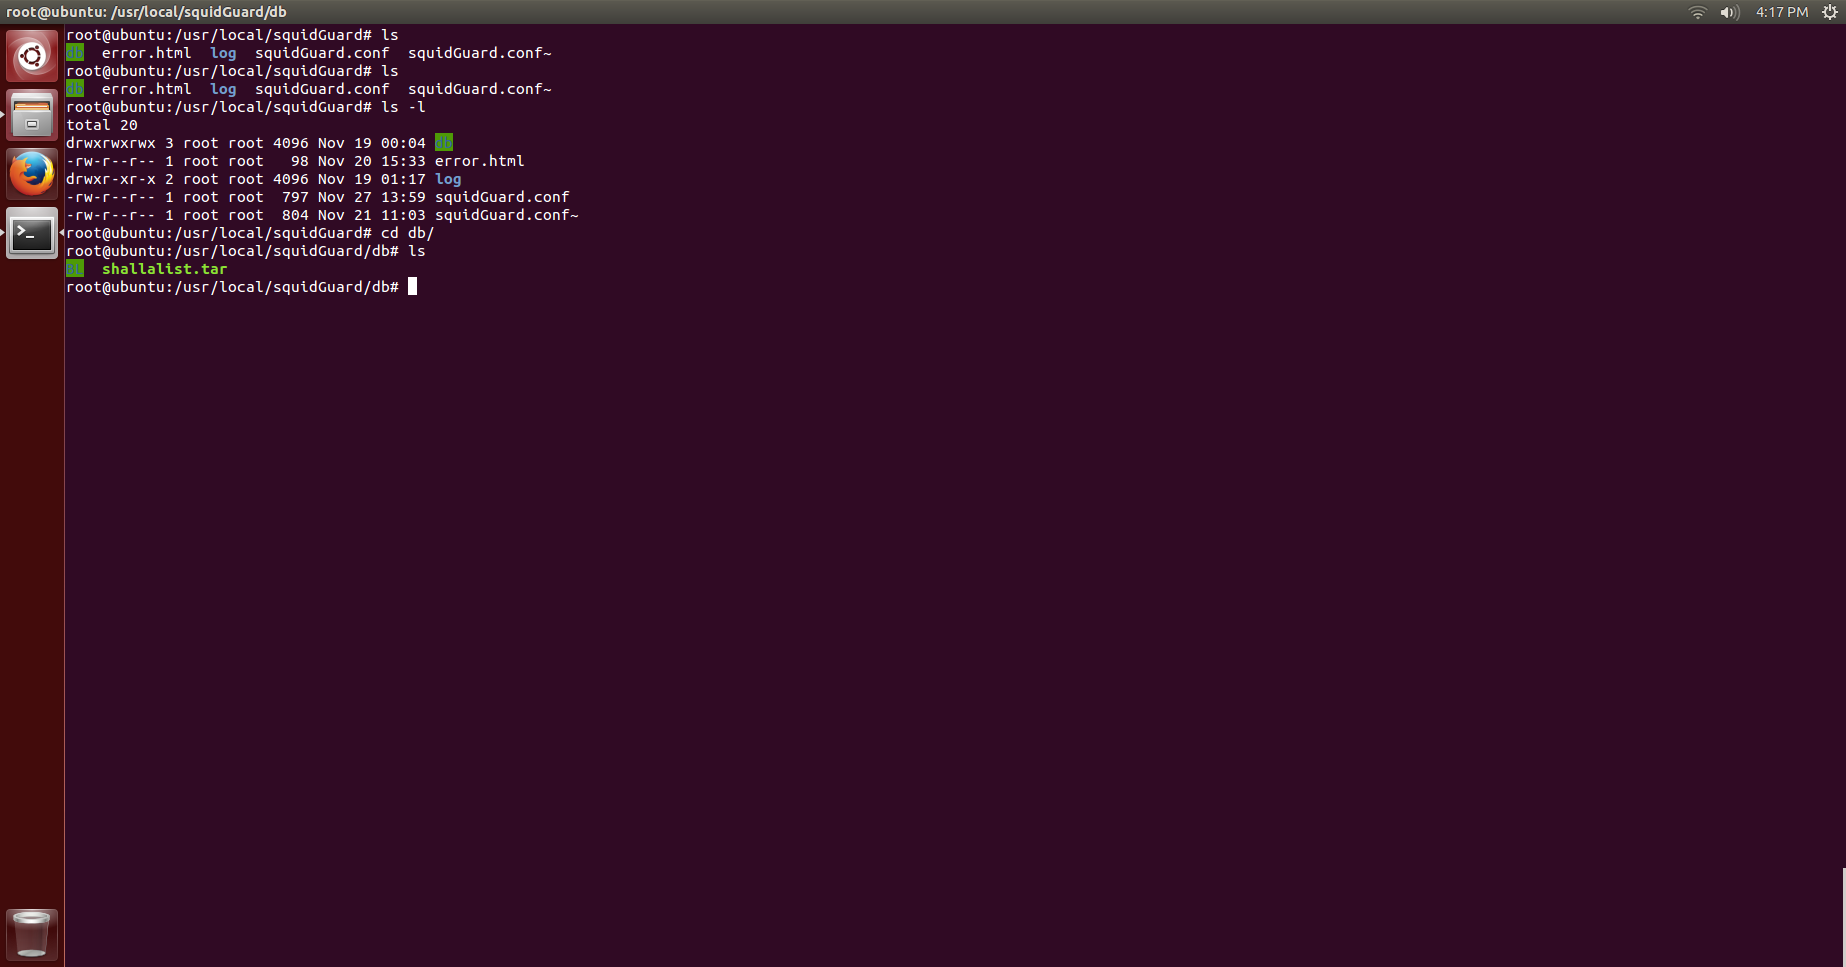 root@ubuntu: /usr/local/squidGuard/db 4:17 PM
root@ubuntu:/usr/local/squidGuard# ls
db  error.html  log  squidGuard.conf  squidGuard.conf~
root@ubuntu:/usr/local/squidGuard# ls
db  error.html  log  squidGuard.conf  squidGuard.conf~
root@ubuntu:/usr/local/squidGuard# ls -l
total 20
drwxrwxrwx 3 root root 4096 Nov 19 00:04 db
-rw-r--r-- 1 root root   98 Nov 20 15:33 error.html
drwxr-xr-x 2 root root 4096 Nov 19 01:17 log
-rw-r--r-- 1 root root  797 Nov 27 13:59 squidGuard.conf
-rw-r--r-- 1 root root  804 Nov 21 11:03 squidGuard.conf~
root@ubuntu:/usr/local/squidGuard# cd db/
root@ubuntu:/usr/local/squidGuard/db# ls
BL  shallalist.tar
root@ubuntu:/usr/local/squidGuard/db#